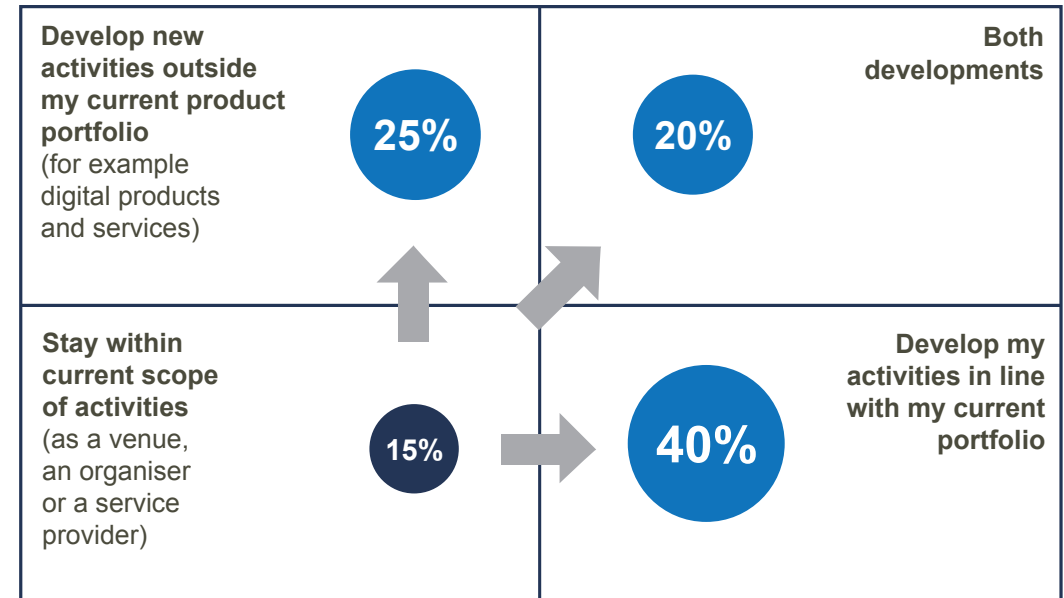 Develop new
activities outside
my current product
portfolio
(for example
digital products
and services)
25%
Both
developments
20%
Stay within
current scope
of activities
(as a venue,
an organiser
or a service
provider)
15%
Develop my
activities in line
with my current
portfolio
40%